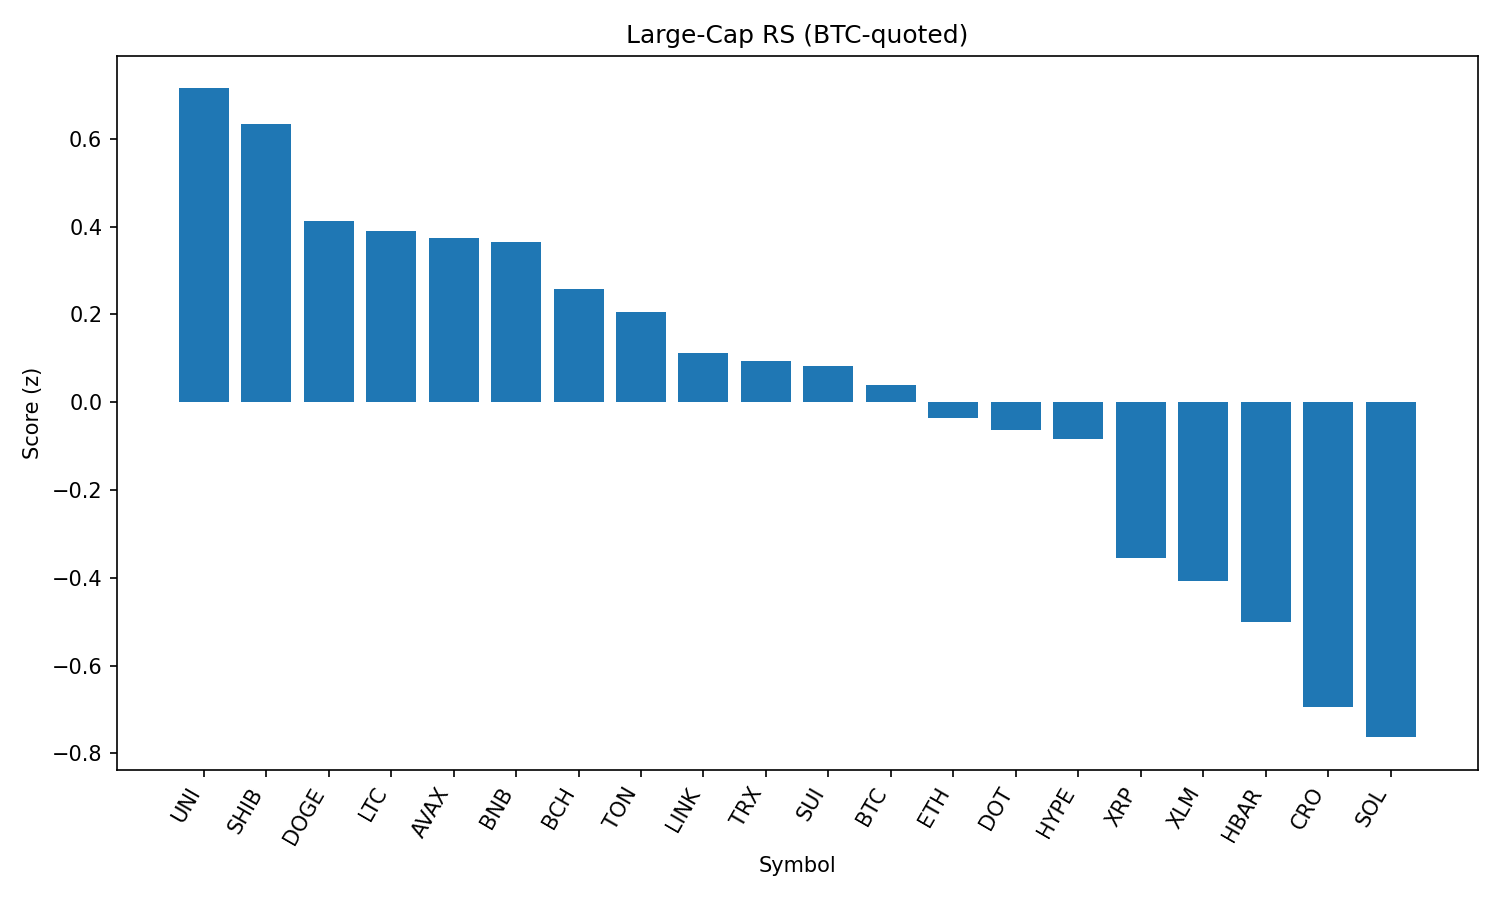 Large-Cap RS (BTC-quoted)
Score (z)
0.6
0.4
0.2
0.0
−0.2
−0.4
−0.6
−0.8
UNI
SHIB
DOGE
LTC
AVAX
BNB
BCH
TON
LINK
TRX
SUI
BTC
ETH
DOT
HYPE
XRP
XLM
HBAR
CRO
SOL
Symbol